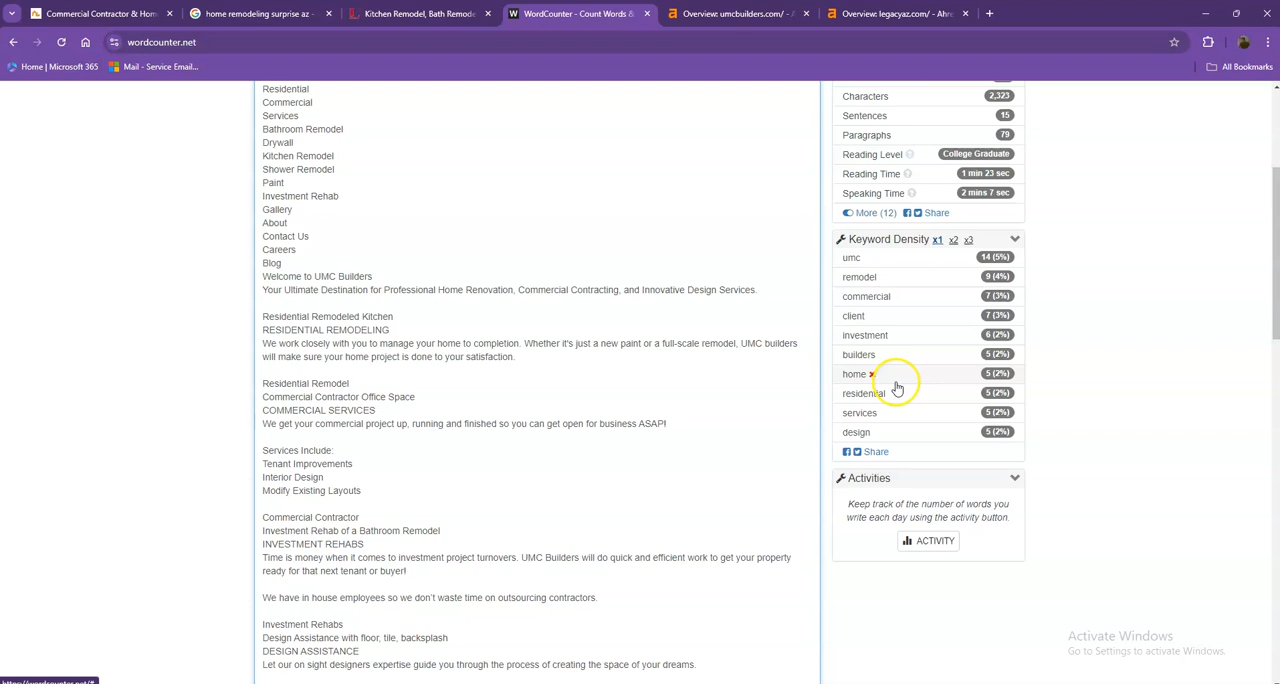 Commercial Contractor & Hom
home remodeling surprise az -
Kitchen Remodel, Bath Remode
WordCounter - Count Words &
Overview: umcbuilders.com/ - A
Overview: legacyaz.com/ - Ahre
wordcounter.net
Home | Microsoft 365
Mail - Service Email...
All Bookmarks
Residential
Commercial
Services
Bathroom Remodel
Drywall
Kitchen Remodel
Shower Remodel
Paint
Investment Rehab
Gallery
About
Contact Us
Careers
Blog
Welcome to UMC Builders
Your Ultimate Destination for Professional Home Renovation, Commercial Contracting, and Innovative Design Services.
Residential Remodeled Kitchen
RESIDENTIAL REMODELING
We work closely with you to manage your home to completion. Whether it's just a new paint or a full-scale remodel, UMC builders
will make sure your home project is done to your satisfaction.
Residential Remodel
Commercial Contractor Office Space
COMMERCIAL SERVICES
We get your commercial project up, running and finished so you can get open for business ASAP!
Services Include:
Tenant Improvements
Interior Design
Modify Existing Layouts
Commercial Contractor
Investment Rehab of a Bathroom Remodel
INVESTMENT REHABS
Time is money when it comes to investment project turnovers. UMC Builders will do quick and efficient work to get your property
ready for that next tenant or buyer!
We have in house employees so we don't waste time on outsourcing contractors.
Investment Rehabs
Design Assistance with floor, tile, backsplash
DESIGN ASSISTANCE
Let our on sight designers expertise guide you through the process of creating the space of your dreams.
Characters 2,323
Sentences 15
Paragraphs 79
Reading Level College Graduate
Reading Time 1 min 23 sec
Speaking Time 2 mins 7 sec
More (12) Share
Keyword Density x1 x2 x3
umc 14 (5%)
remodel 9 (4%)
commercial 7 (3%)
client 7 (3%)
investment 6 (2%)
builders 5 (2%)
home × 5 (2%)
residential 5 (2%)
services 5 (2%)
design 5 (2%)
Share
Activities
Keep track of the number of words you
write each day using the activity button.
ACTIVITY
Activate Windows
Go to Settings to activate Windows.
https://wordcounter.net/#